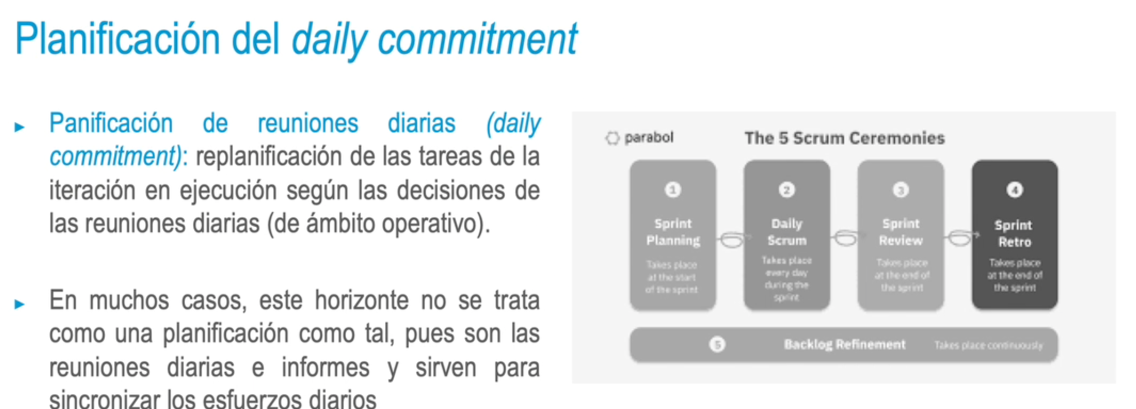 Planificación del daily commitment
▸ Panificación de reuniones diarias (daily
commitment): replanificación de las tareas de la
iteración en ejecución según las decisiones de
las reuniones diarias (de ámbito operativo).
▸ En muchos casos, este horizonte no se trata
como una planificación como tal, pues son las
reuniones diarias e informes y sirven para
sincronizar los esfuerzos diarios
parabol
The 5 Scrum Ceremonies
1
Sprint
Planning
Takes place
at the start
of the sprint
2
Daily
Scrum
Takes place
every day
during the
sprint
3
Sprint
Review
Takes place
at the end of
the sprint
4
Sprint
Retro
Takes place
at the end of
the sprint
5
Backlog Refinement
Takes place continuously